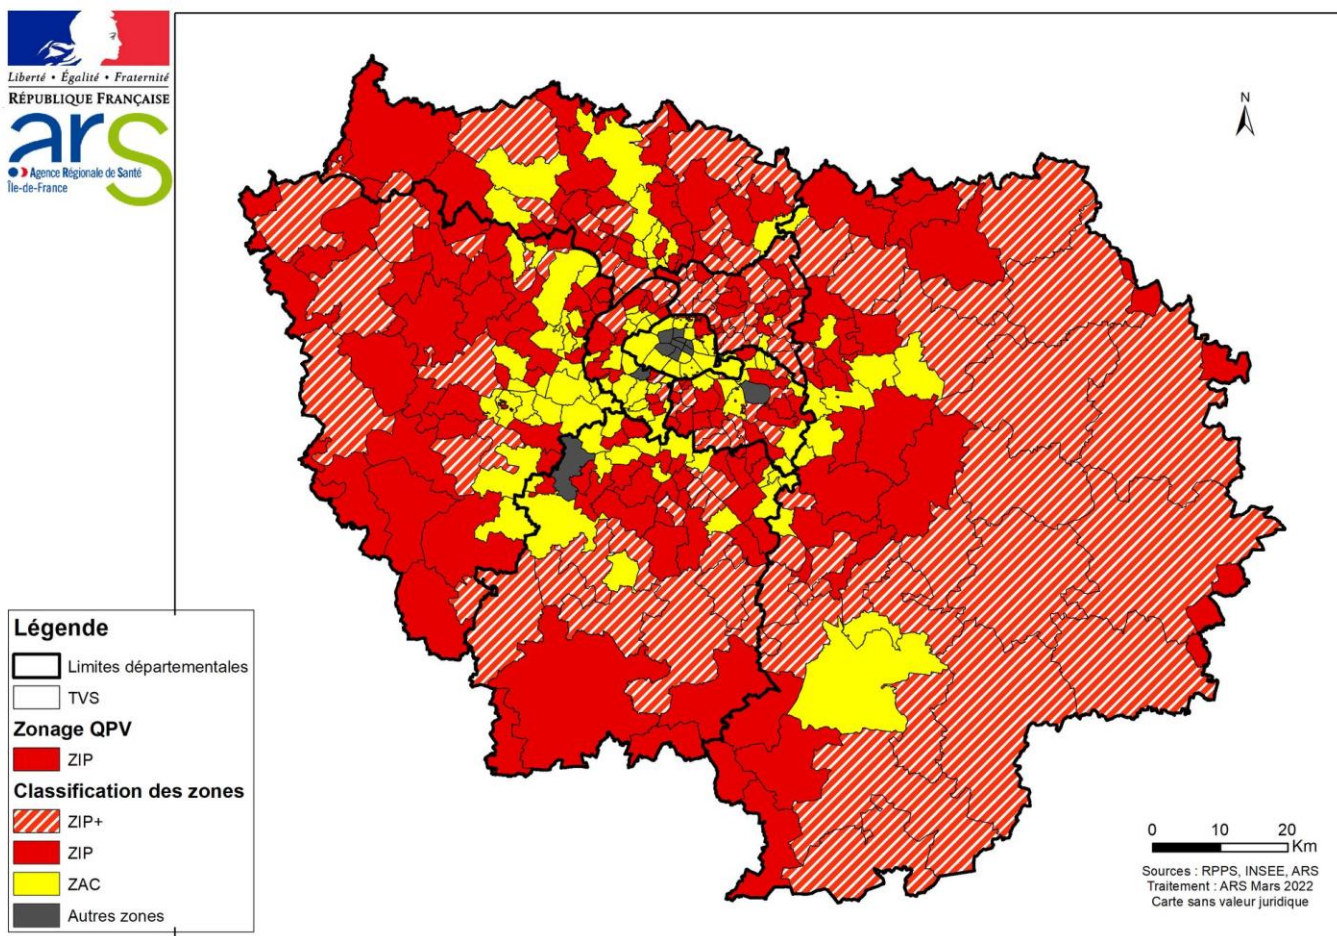 Liberté • Égalité • Fraternité
RÉPUBLIQUE FRANÇAISE
ars
Agence Régionale de Santé
Île-de-France
N
Légende
Limites départementales
TVS
Zonage QPV
ZIP
Classification des zones
ZIP+
ZIP
ZAC
Autres zones
0 10 20
Km
Sources : RPPS, INSEE, ARS
Traitement : ARS Mars 2022
Carte sans valeur juridique